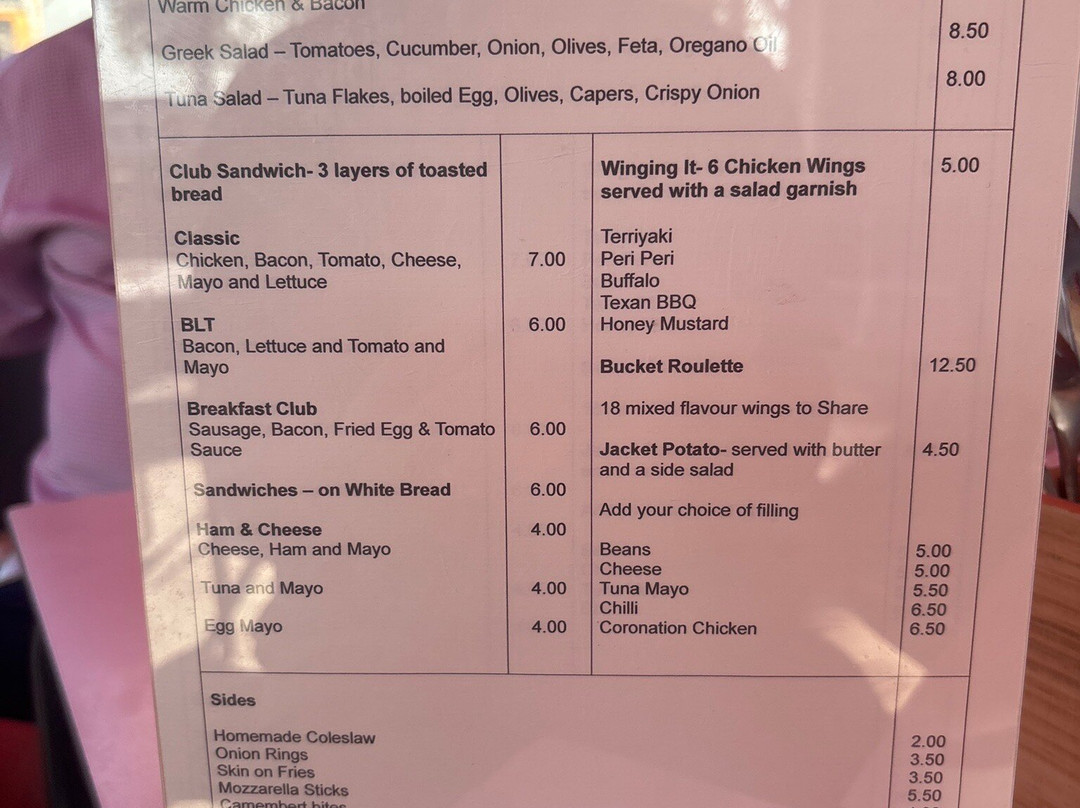 Warm Chicken & Bacon
Greek Salad – Tomatoes, Cucumber, Onion, Olives, Feta, Oregano Oil 8.50
Tuna Salad – Tuna Flakes, boiled Egg, Olives, Capers, Crispy Onion 8.00
Club Sandwich- 3 layers of toasted
bread
Classic
Chicken, Bacon, Tomato, Cheese, 7.00
Mayo and Lettuce
BLT 6.00
Bacon, Lettuce and Tomato and
Mayo
Breakfast Club
Sausage, Bacon, Fried Egg & Tomato 6.00
Sauce
Sandwiches – on White Bread 6.00
Ham & Cheese 4.00
Cheese, Ham and Mayo
Tuna and Mayo 4.00
Egg Mayo 4.00
Winging It- 6 Chicken Wings 5.00
served with a salad garnish
Terriyaki
Peri Peri
Buffalo
Texan BBQ
Honey Mustard
Bucket Roulette 12.50
18 mixed flavour wings to Share
Jacket Potato- served with butter 4.50
and a side salad
Add your choice of filling
Beans 5.00
Cheese 5.00
Tuna Mayo 5.50
Chilli 6.50
Coronation Chicken 6.50
Sides
Homemade Coleslaw 2.00
Onion Rings 3.50
Skin on Fries 3.50
Mozzarella Sticks 5.50
Camembert bites